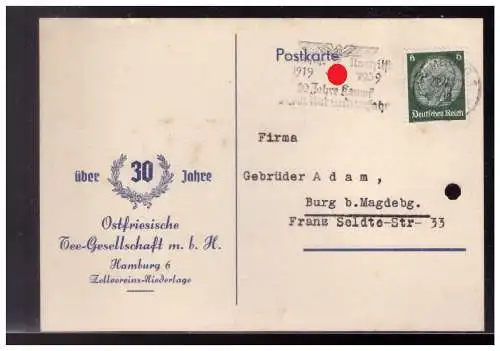 Postkarte
6 6
1919 1939
20 Jahre Kampf
Deutsches Reich
Firma
über 30 Jahre
Gebrüder Adam,
Burg b.Magdebg.
Franz Seldte-Str- 33
Ostfriesische
Tee-Gesellschaft m. b. H.
Hamburg 6
Zollvereins-Niederlage